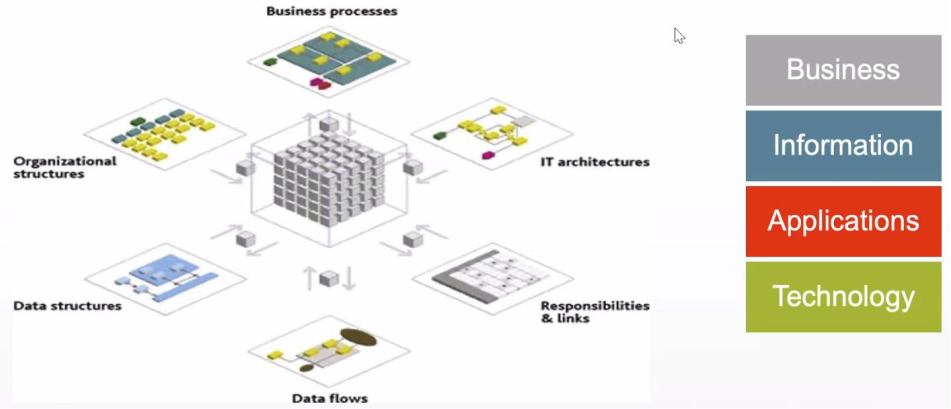 Business processes
Organizational
structures
IT architectures
Data structures
Responsibilities
& links
Data flows
Business
Information
Applications
Technology